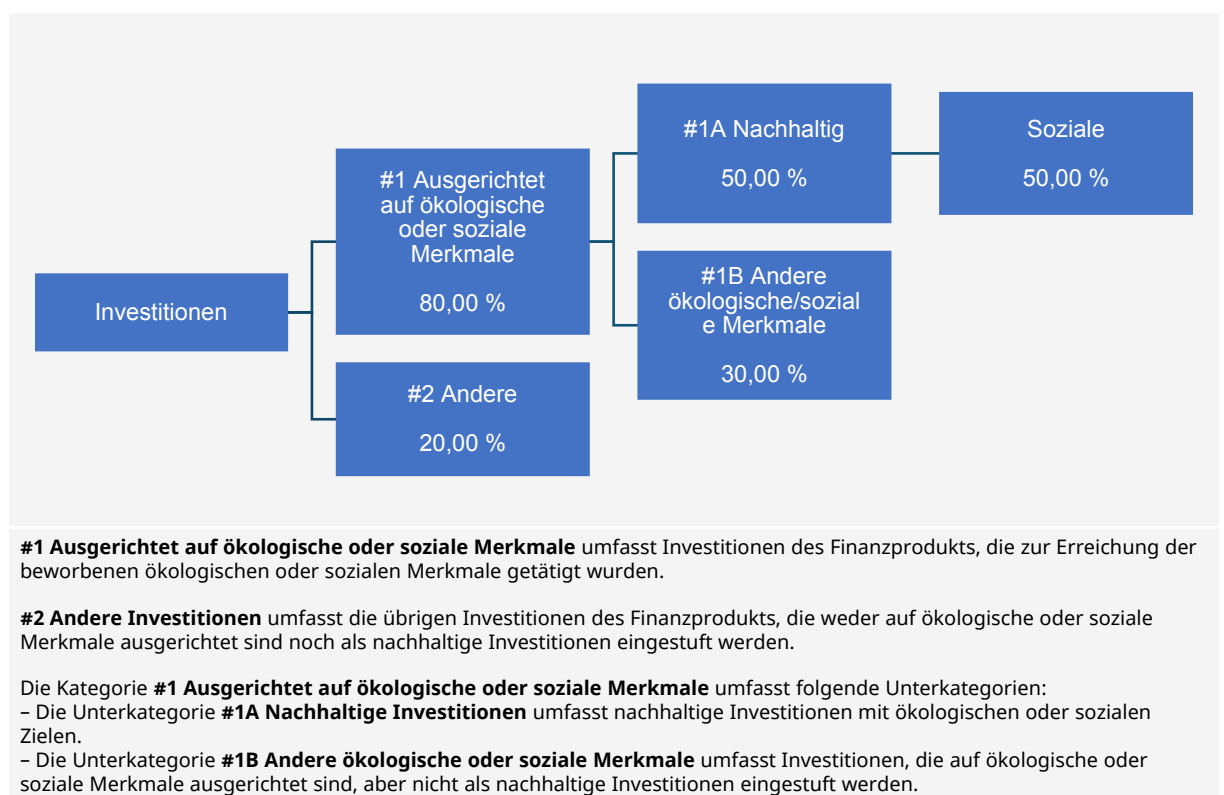 #1A Nachhaltig
50,00 %
Soziale
50,00 %
#1 Ausgerichtet
auf ökologische
oder soziale
Merkmale
80,00 %
#1B Andere
ökologische/sozial
e Merkmale
30,00 %
Investitionen
#2 Andere
20,00 %
#1 Ausgerichtet auf ökologische oder soziale Merkmale umfasst Investitionen des Finanzprodukts, die zur Erreichung der
beworbenen ökologischen oder sozialen Merkmale getätigt wurden.
#2 Andere Investitionen umfasst die übrigen Investitionen des Finanzprodukts, die weder auf ökologische oder soziale
Merkmale ausgerichtet sind noch als nachhaltige Investitionen eingestuft werden.
Die Kategorie #1 Ausgerichtet auf ökologische oder soziale Merkmale umfasst folgende Unterkategorien:
– Die Unterkategorie #1A Nachhaltige Investitionen umfasst nachhaltige Investitionen mit ökologischen oder sozialen
Zielen.
– Die Unterkategorie #1B Andere ökologische oder soziale Merkmale umfasst Investitionen, die auf ökologische oder
soziale Merkmale ausgerichtet sind, aber nicht als nachhaltige Investitionen eingestuft werden.